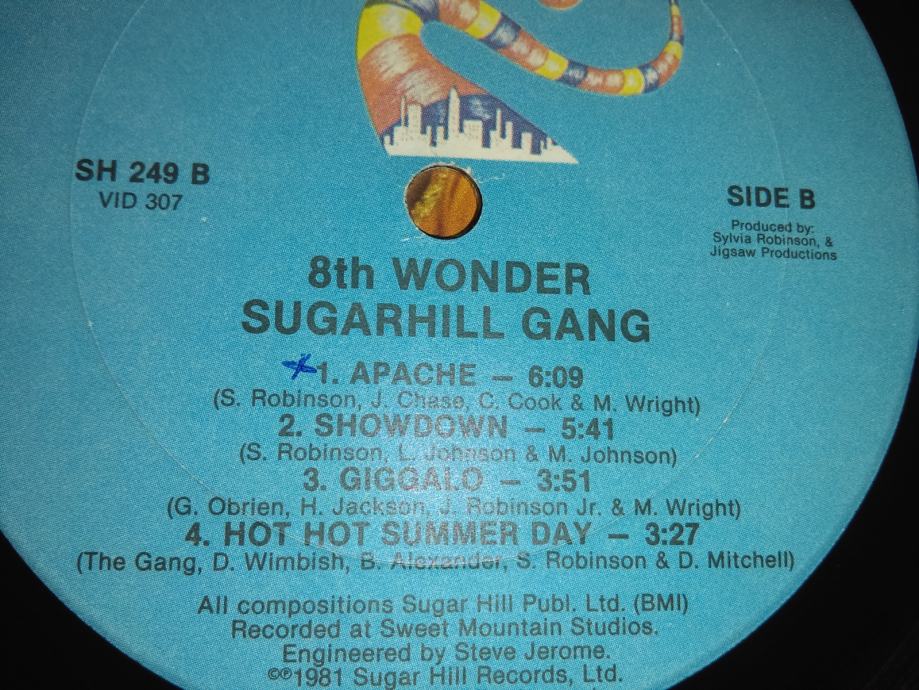 SH 249 B
VID 307
SIDE B
Produced by:
Sylvia Robinson, &
Jigsaw Productions
8th WONDER
SUGARHILL GANG
1. APACHE — 6:09
(S. Robinson, J. Chase, C. Cook & M. Wright)
2. SHOWDOWN — 5:41
(S. Robinson, L. Johnson & M. Johnson)
3. GIGGALO — 3:51
(G. Obrien, H. Jackson, J. Robinson Jr. & M. Wright)
4. HOT HOT SUMMER DAY — 3:27
(The Gang, D. Wimbish, B. Alexander, S. Robinson & D. Mitchell)
All compositions Sugar Hill Publ. Ltd. (BMI)
Recorded at Sweet Mountain Studios.
Engineered by Steve Jerome.
©℗1981 Sugar Hill Records, Ltd.